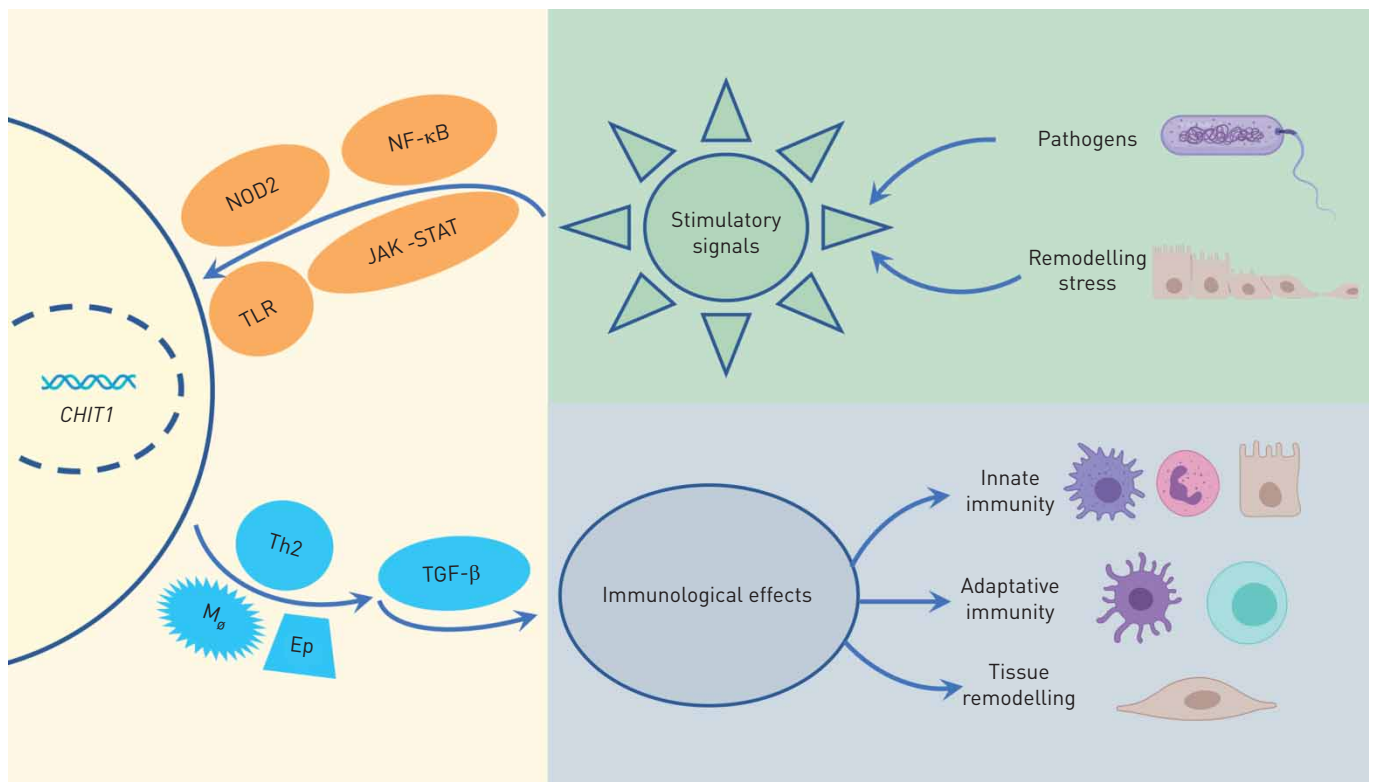 NF-κB
NOD2
JAK -STAT
TLR
CHIT1
Th2
TGF-β
Mø
Ep
Stimulatory
signals
Pathogens
Remodelling
stress
Immunological effects
Innate
immunity
Adaptative
immunity
Tissue
remodelling